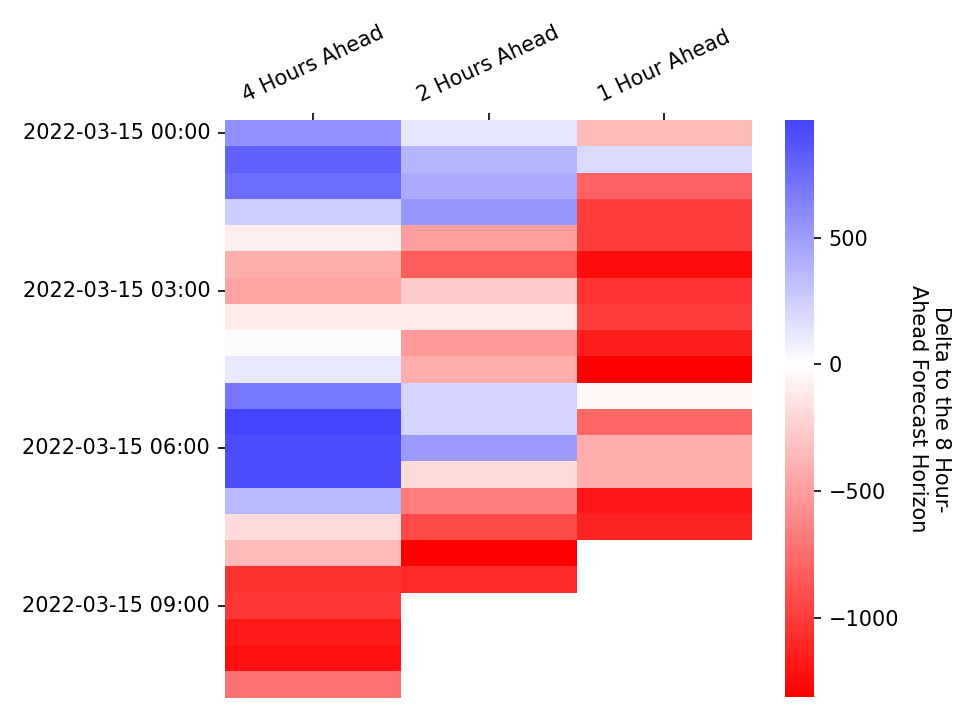 4 Hours Ahead
2 Hours Ahead
1 Hour Ahead
2022-03-15 00:00
2022-03-15 03:00
2022-03-15 06:00
2022-03-15 09:00
500
0
−500
−1000
Delta to the 8 Hour-
Ahead Forecast Horizon